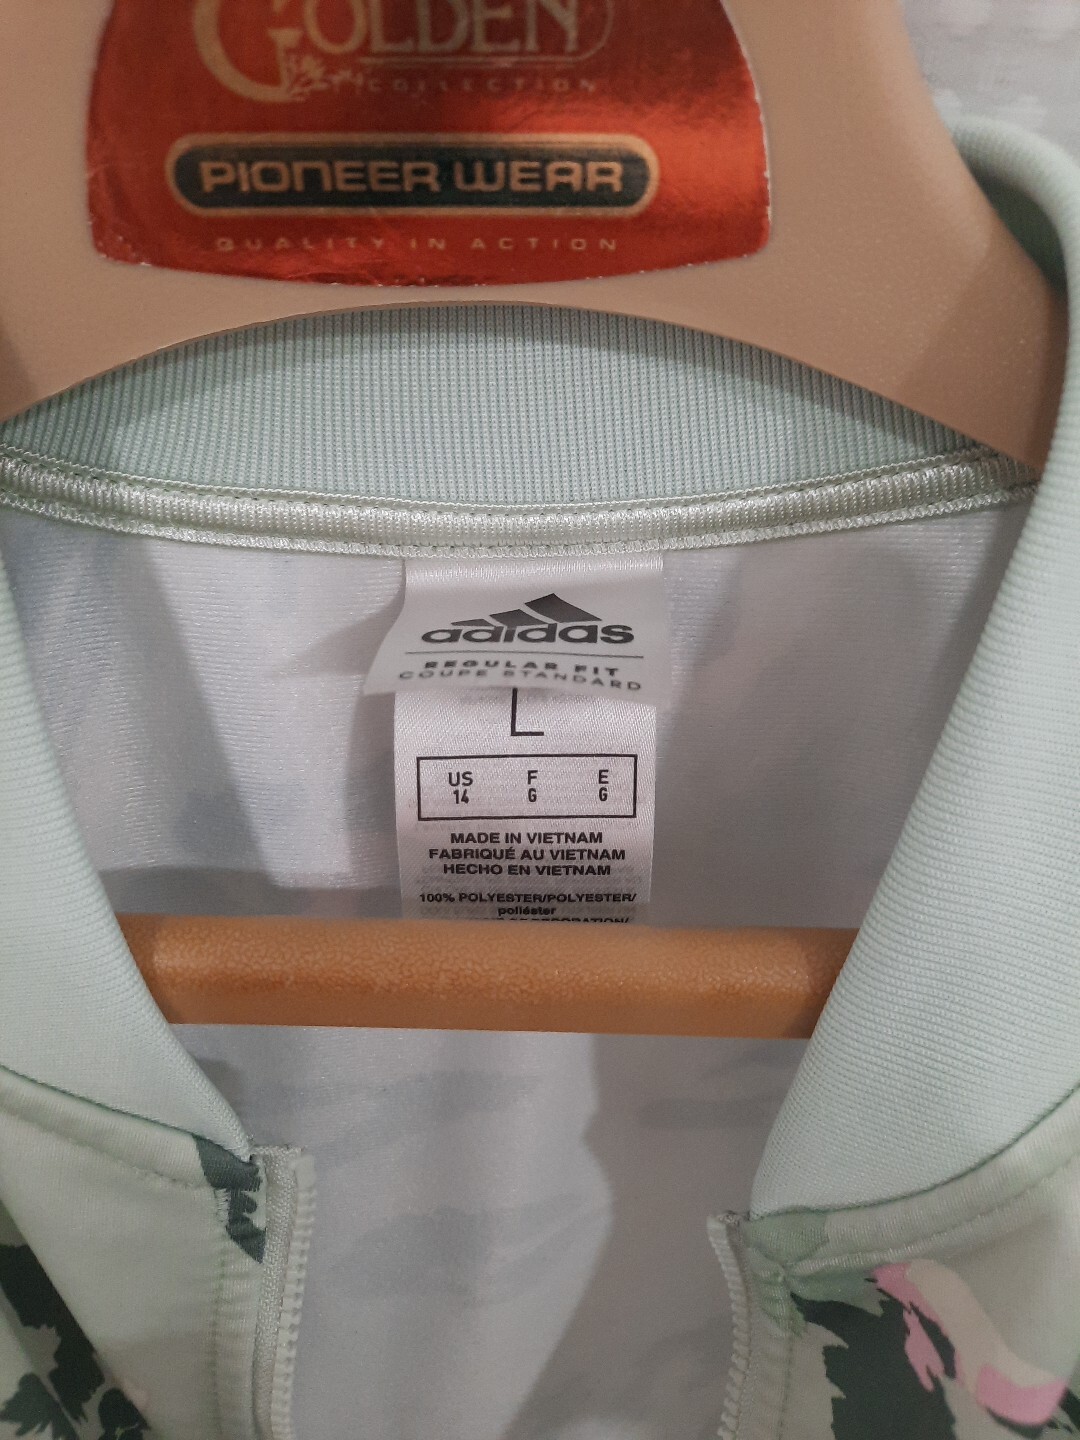 GOLDEN
COLLECTION
PIONEER WEAR
QUALITY IN ACTION
adidas
REGULAR FIT
COUPE STANDARD
L
US F E
14 G G
MADE IN VIETNAM
FABRIQUÉ AU VIETNAM
HECHO EN VIETNAM
100% POLYESTER/POLYESTER/
poliéster